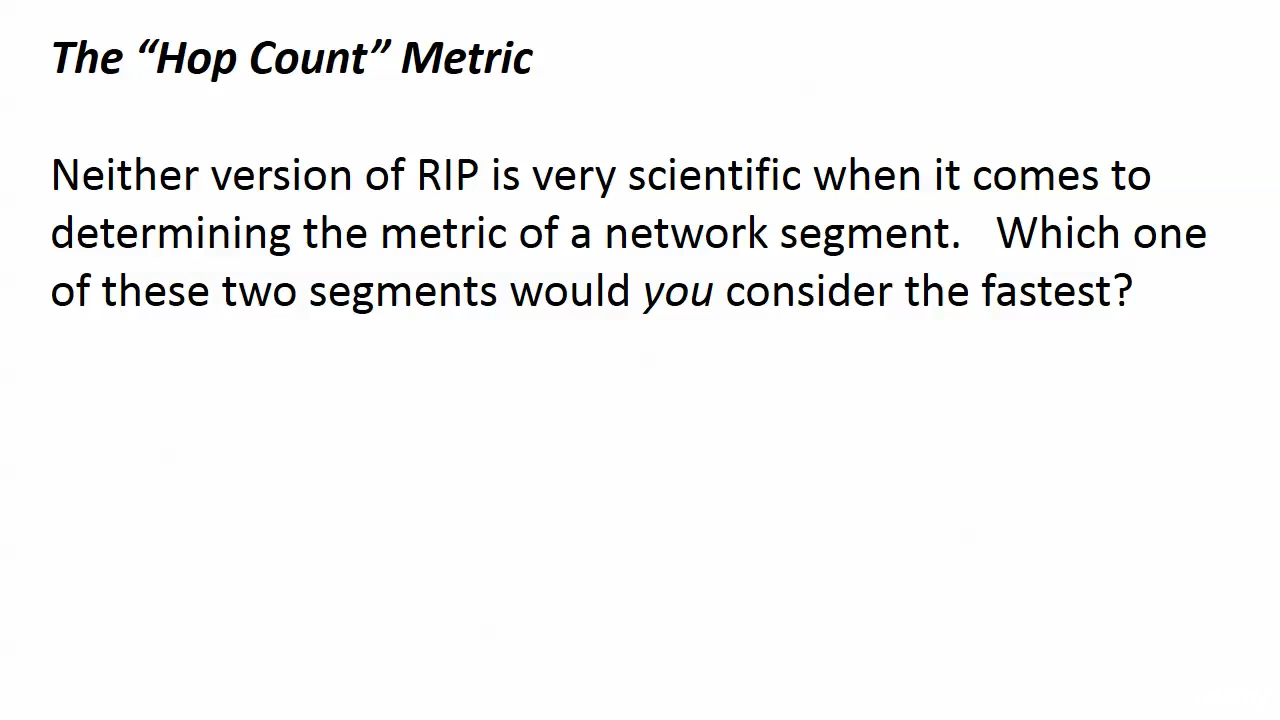 The “Hop Count” Metric
Neither version of RIP is very scientific when it comes to
determining the metric of a network segment.   Which one
of these two segments would you consider the fastest?